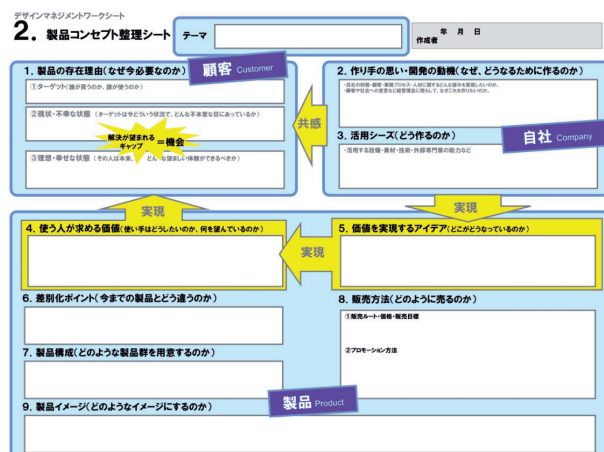 デザインマネジメントワークシート
2. 製品コンセプト整理シート
テーマ
年 月 日
作成者
1. 製品の存在理由(なぜ今必要なのか)
顧客 Customer
①ターゲット(誰が買うのか、誰が使うのか)
②現状・不幸な状態 (ターゲットは今どういう状況で、どんな不本意な目にあっているか)
解決が望まれる
ギャップ
=機会
③理想・幸せな状態 (その人は本来、どんな望ましい体験ができるべきか)
共感
2. 作り手の思い・開発の動機(なぜ、どうなるために作るのか)
・自社の財務・顧客・業務プロセス・人材に関するどんな望みを実現したいのか。
・顧客や社会への意義など経営理念に照らして、なぜこれを作りたいのか。
3. 活用シーズ(どう作るのか)
自社 Company
・活用する設備・素材・技術・外部専門家の助力など
実現
実現
4. 使う人が求める価値(使い手はどうしたいのか、何を望んでいるのか)
実現
5. 価値を実現するアイデア(どこがどうなっているのか)
6. 差別化ポイント(今までの製品とどう違うのか)
7. 製品構成(どのような製品群を用意するのか)
8. 販売方法(どのように売るのか)
①販売ルート・価格・販売目標
②プロモーション方法
製品 Product
9. 製品イメージ(どのようなイメージにするのか)